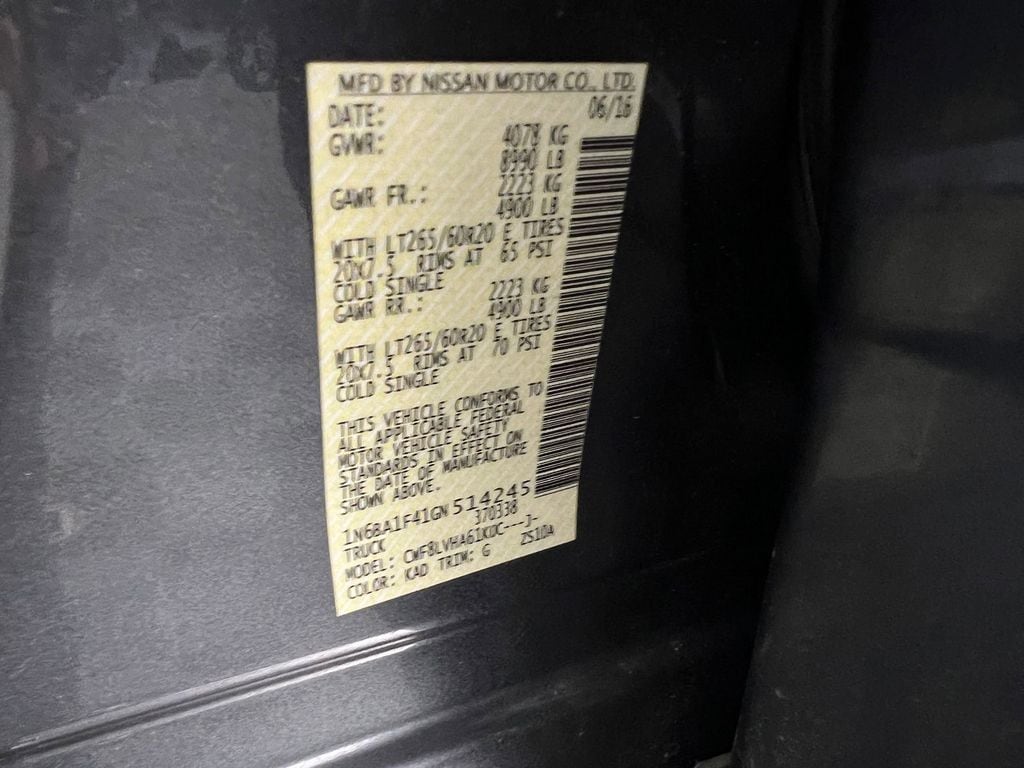 MFD BY NISSAN MOTOR CO., LTD.
DATE: 06/16
GVWR: 4078 KG
8990 LB
GAWR FR.: 2223 KG
4900 LB
WITH LT265/60R20 E TIRES
20X7.5 RIMS AT 65 PSI
COLD SINGLE
GAWR RR.: 2223 KG
4900 LB
WITH LT265/60R20 E TIRES
20X7.5 RIMS AT 70 PSI
COLD SINGLE
THIS VEHICLE CONFORMS TO
ALL APPLICABLE FEDERAL
MOTOR VEHICLE SAFETY
STANDARDS IN EFFECT ON
THE DATE OF MANUFACTURE
SHOWN ABOVE.
1N6BA1F41GN514245
TRUCK 370338
MODEL: CWF8LVHA61KDC---J-
COLOR: KAD TRIM: G ZS10A